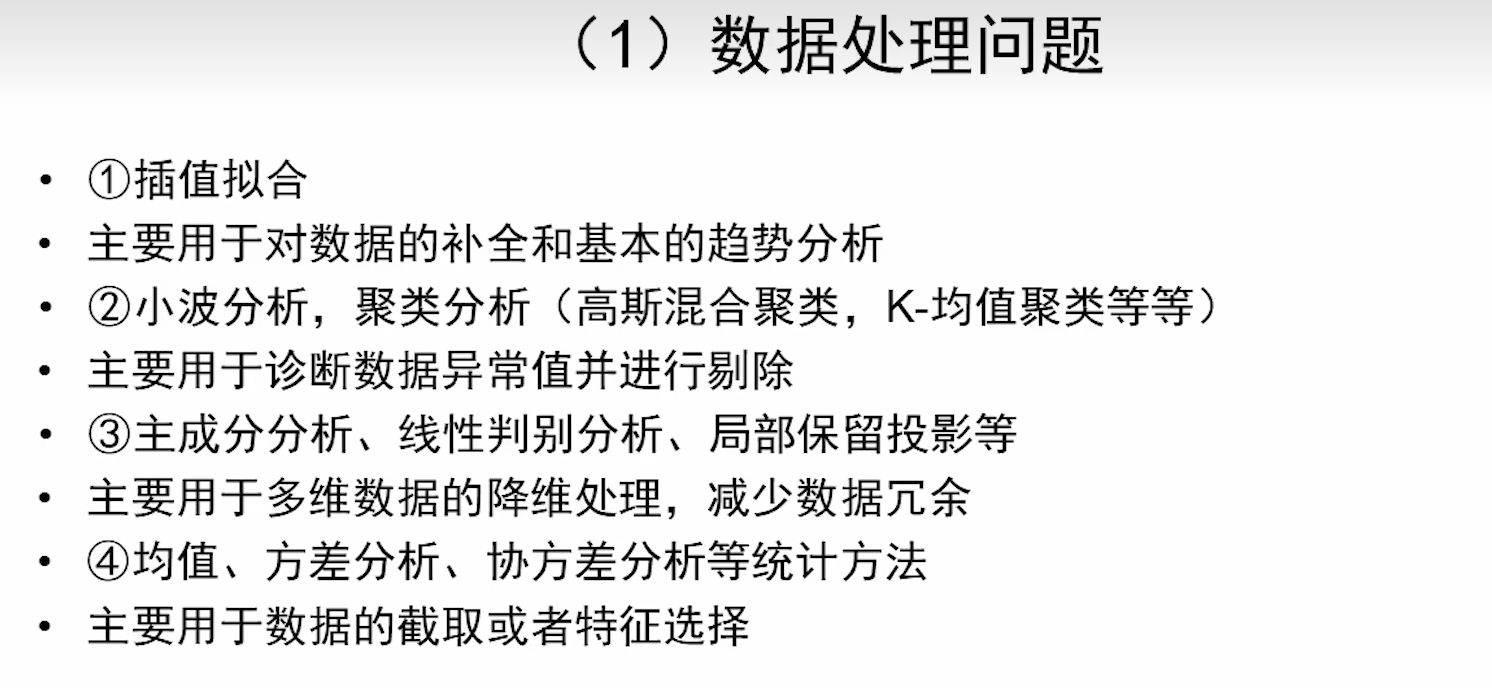 （1）数据处理问题
• ①插值拟合
• 主要用于对数据的补全和基本的趋势分析
• ②小波分析，聚类分析（高斯混合聚类，K-均值聚类等等）
• 主要用于诊断数据异常值并进行剔除
• ③主成分分析、线性判别分析、局部保留投影等
• 主要用于多维数据的降维处理，减少数据冗余
• ④均值、方差分析、协方差分析等统计方法
• 主要用于数据的截取或者特征选择